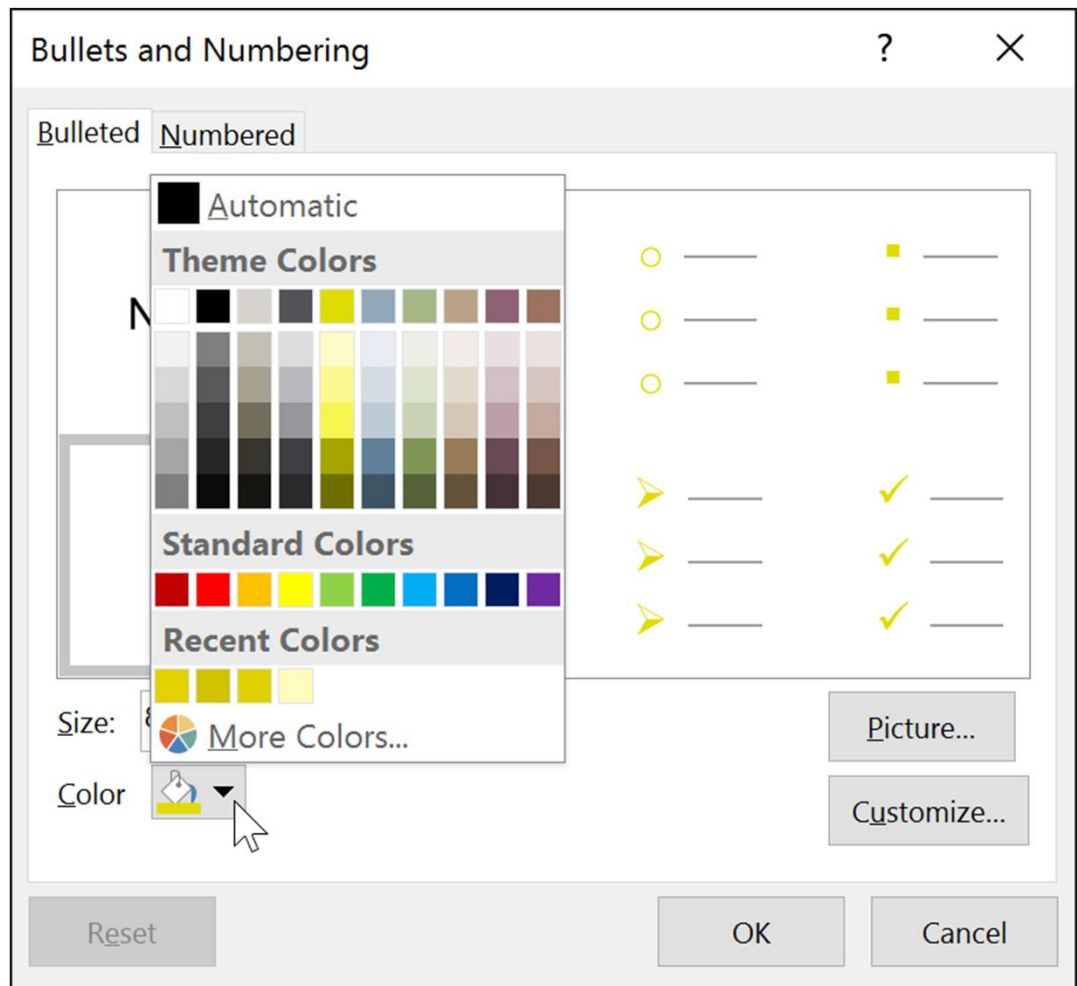 Bullets and Numbering ?
Bulleted Numbered
Automatic
Theme Colors
Standard Colors
Recent Colors
More Colors...
Size:
Picture...
Color
Customize...
Reset OK Cancel